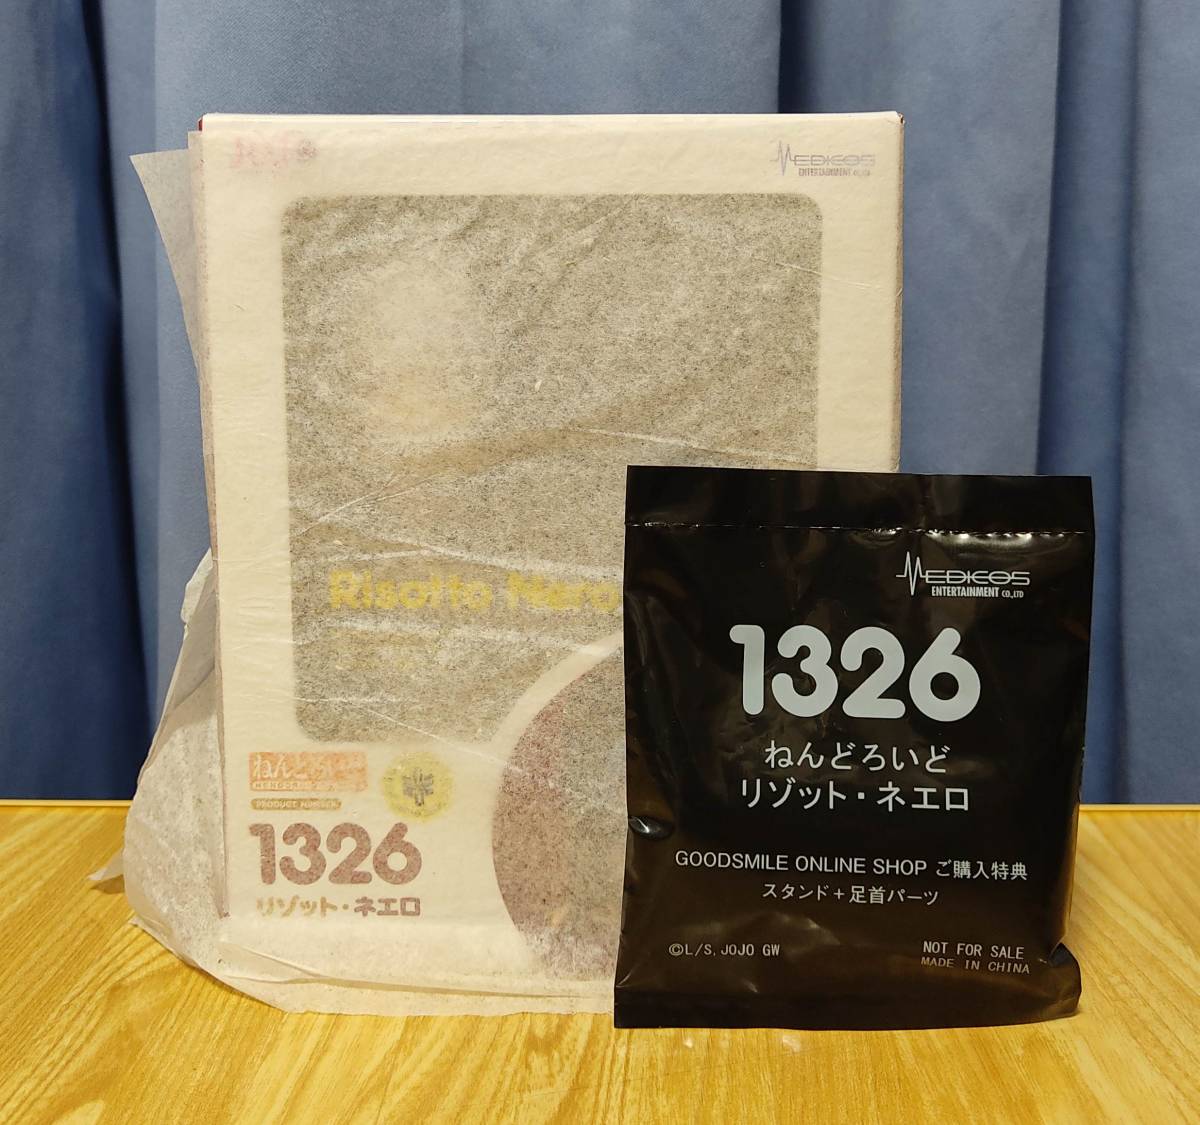 MEDICOS
ENTERTAINMENT CO.,LTD
Risotto Nero
ねんどろいど
PRODUCT NUMBER
1326
リゾット・ネエロ
MEDICOS
ENTERTAINMENT CO.,LTD
1326
ねんどろいど
リゾット・ネエロ
GOODSMILE ONLINE SHOP ご購入特典
スタンド+足首パーツ
©L/S, JOJO GW
NOT FOR SALE
MADE IN CHINA